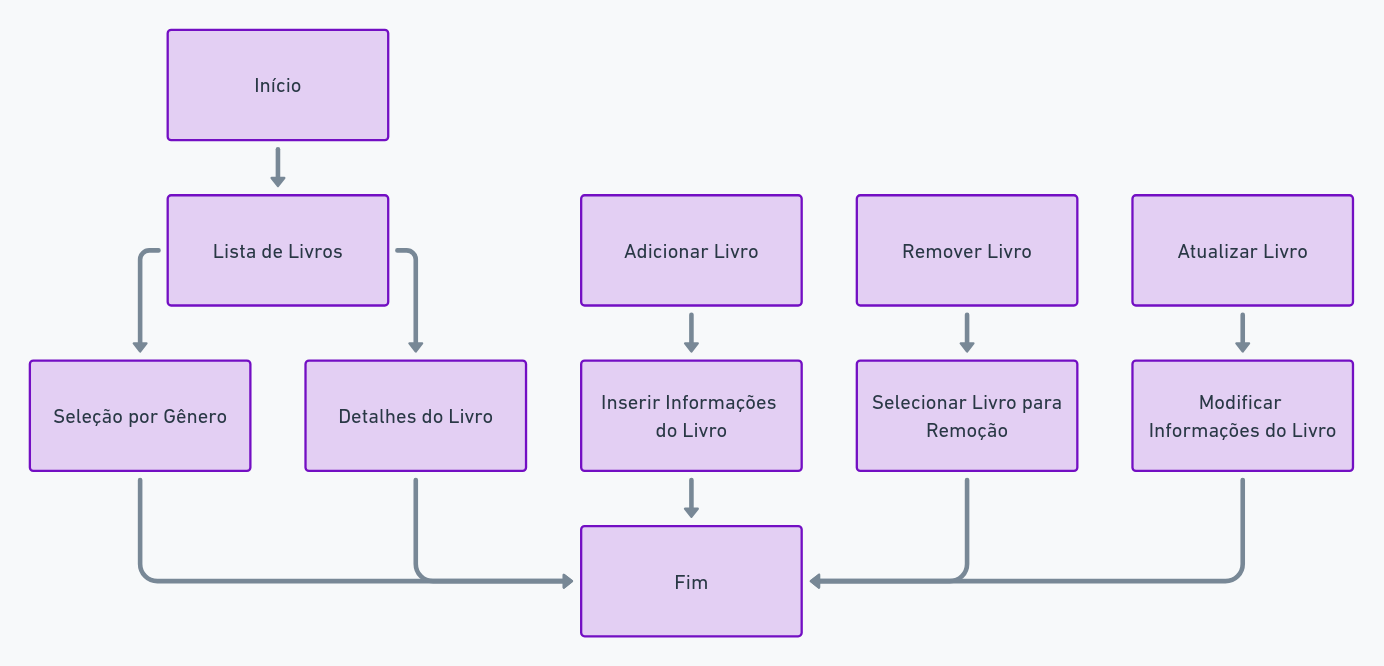 Início
Lista de Livros
Adicionar Livro
Remover Livro
Atualizar Livro
Seleção por Gênero
Detalhes do Livro
Inserir Informações
do Livro
Selecionar Livro para
Remoção
Modificar
Informações do Livro
Fim